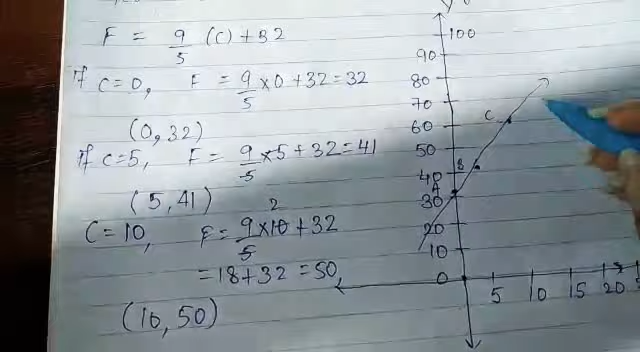 F = 9/5 (C) + 32
if C=0, F = 9/5 × 0 + 32 = 32
(0, 32)
if C=5, F = 9/5 × 5 + 32 = 41
(5, 41)
C = 10, F = 9/5 × 10 2 + 32
= 18 + 32 = 50,
(10, 50)
100
90
80
70
C
60
50
B
40
A
30
20
10
0
5 10 15 20